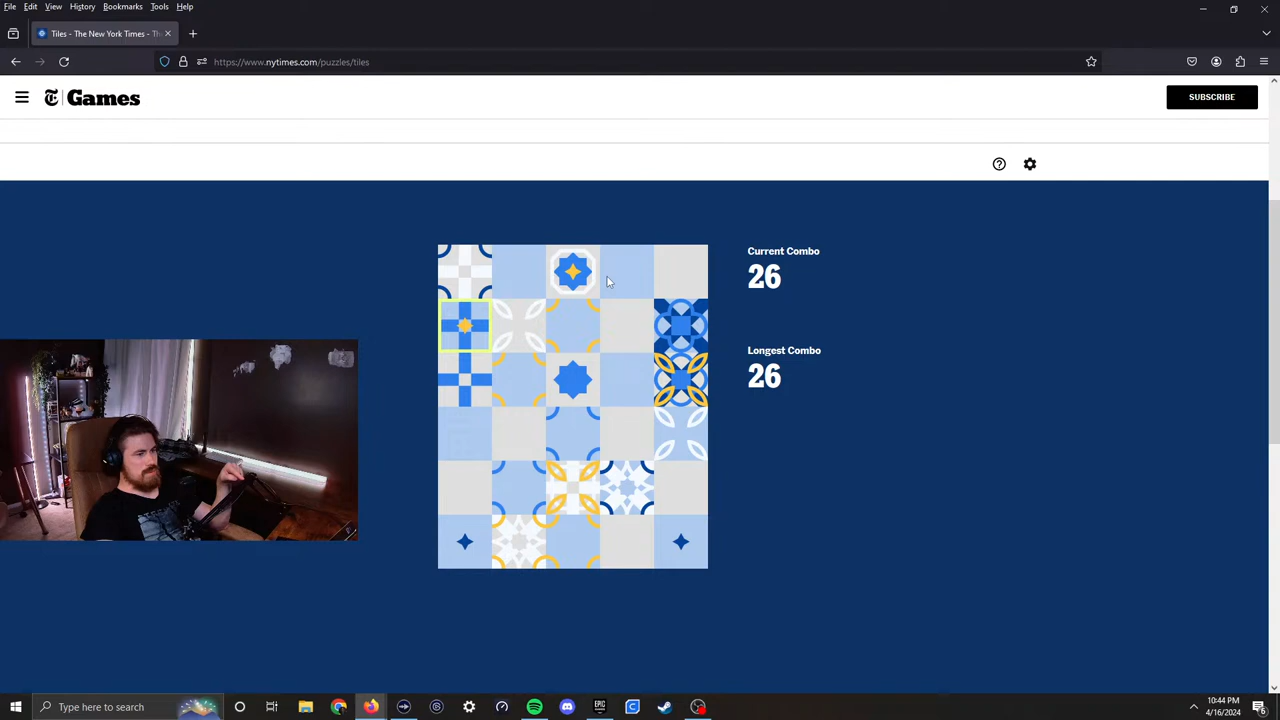 File Edit View History Bookmarks Tools Help
Tiles - The New York Times - Th
https://www.nytimes.com/puzzles/tiles
T Games
SUBSCRIBE
Current Combo
26
Longest Combo
26
Type here to search
10:44 PM
4/16/2024
6